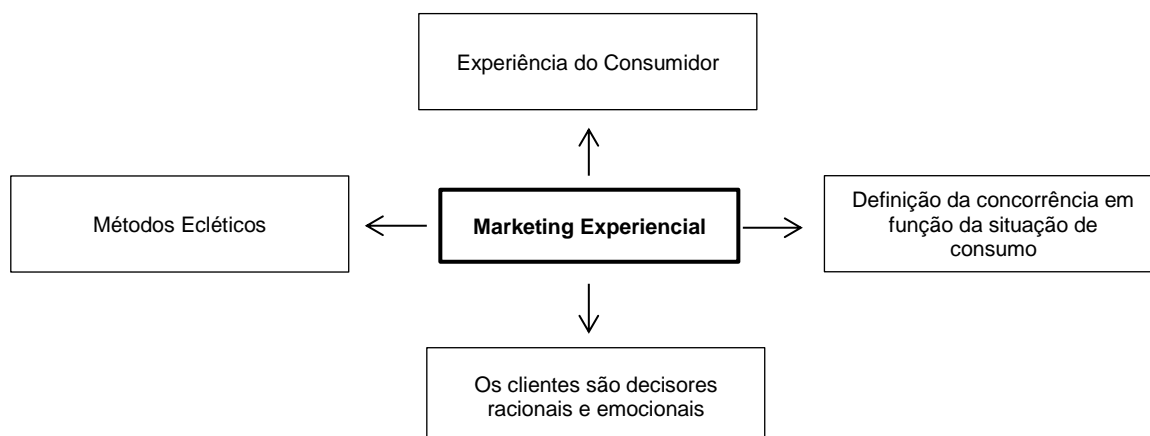 Experiência do Consumidor
Métodos Ecléticos
Marketing Experiencial
Definição da concorrência em
função da situação de
consumo
Os clientes são decisores
racionais e emocionais